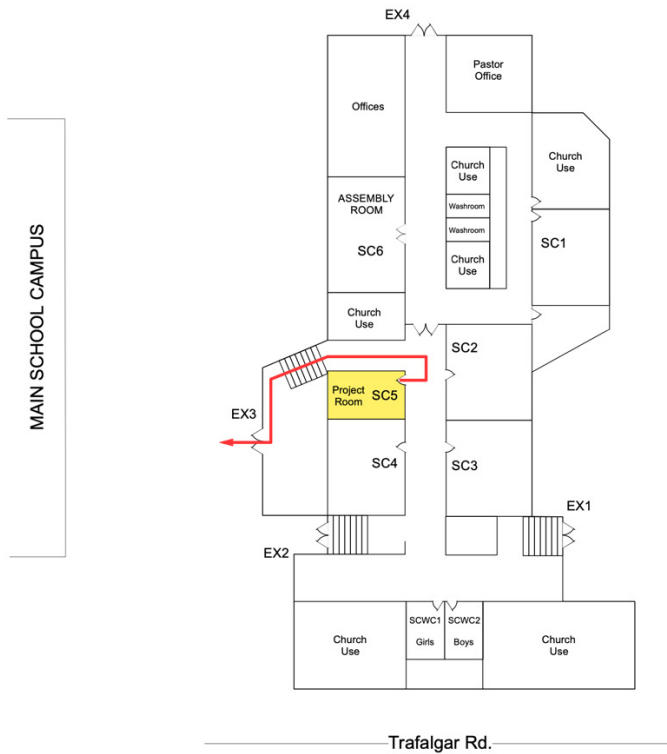 EX4
Pastor
Office
Offices
Church
Use
Church
Use
Washroom
ASSEMBLY
ROOM
Washroom
SC6
SC1
Church
Use
Church
Use
SC2
MAIN SCHOOL CAMPUS
Project
Room
SC5
EX3
SC4
SC3
EX1
EX2
SCWC1
Girls
SCWC2
Boys
Church
Use
Church
Use
Trafalgar Rd.